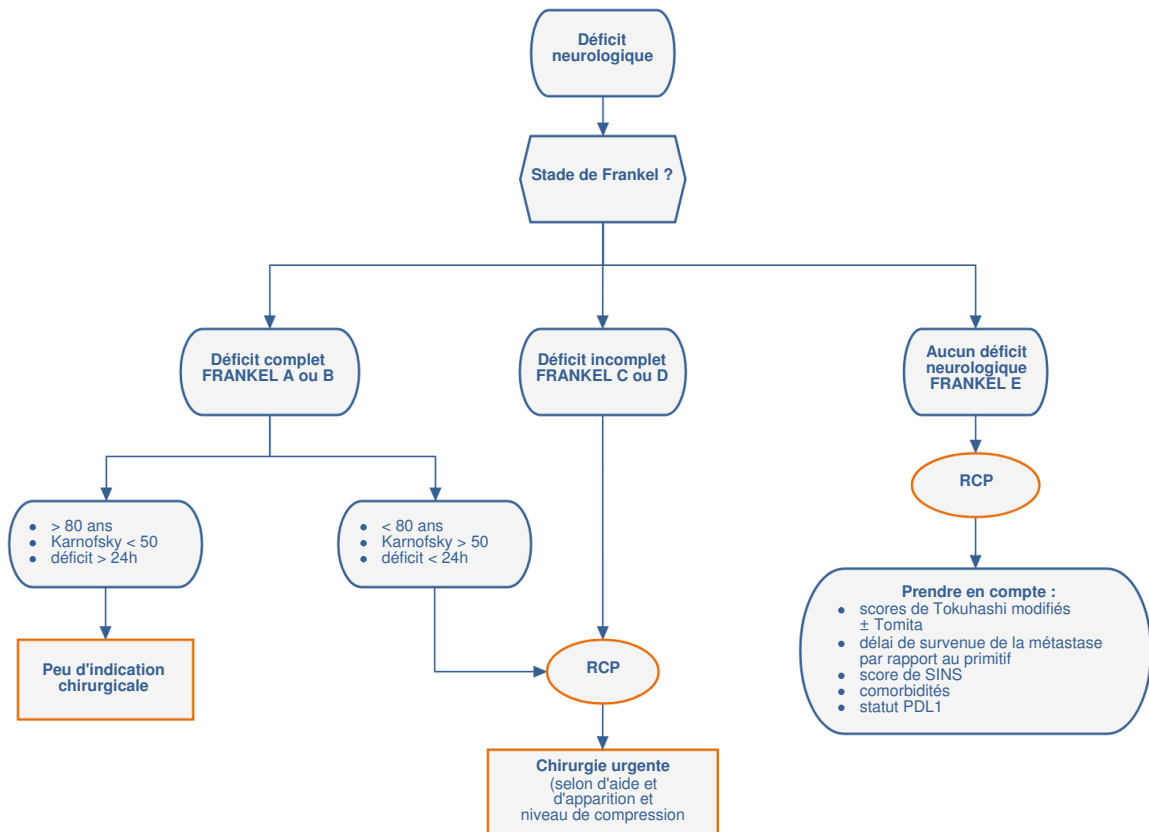 Déficit
neurologique
Stade de Frankel ?
Déficit complet
FRANKEL A ou B
Déficit incomplet
FRANKEL C ou D
Aucun déficit
neurologique
FRANKEL E
RCP
• > 80 ans
• Karnofsky < 50
• déficit > 24h
• < 80 ans
• Karnofsky > 50
• déficit < 24h
Prendre en compte :
• scores de Tokuhashi modifiés
± Tomita
• délai de survenue de la métastase
par rapport au primitif
• score de SINS
• comorbidités
• statut PDL1
Peu d'indication
chirurgicale
RCP
Chirurgie urgente
(selon d'aide et
d'apparition et
niveau de compression